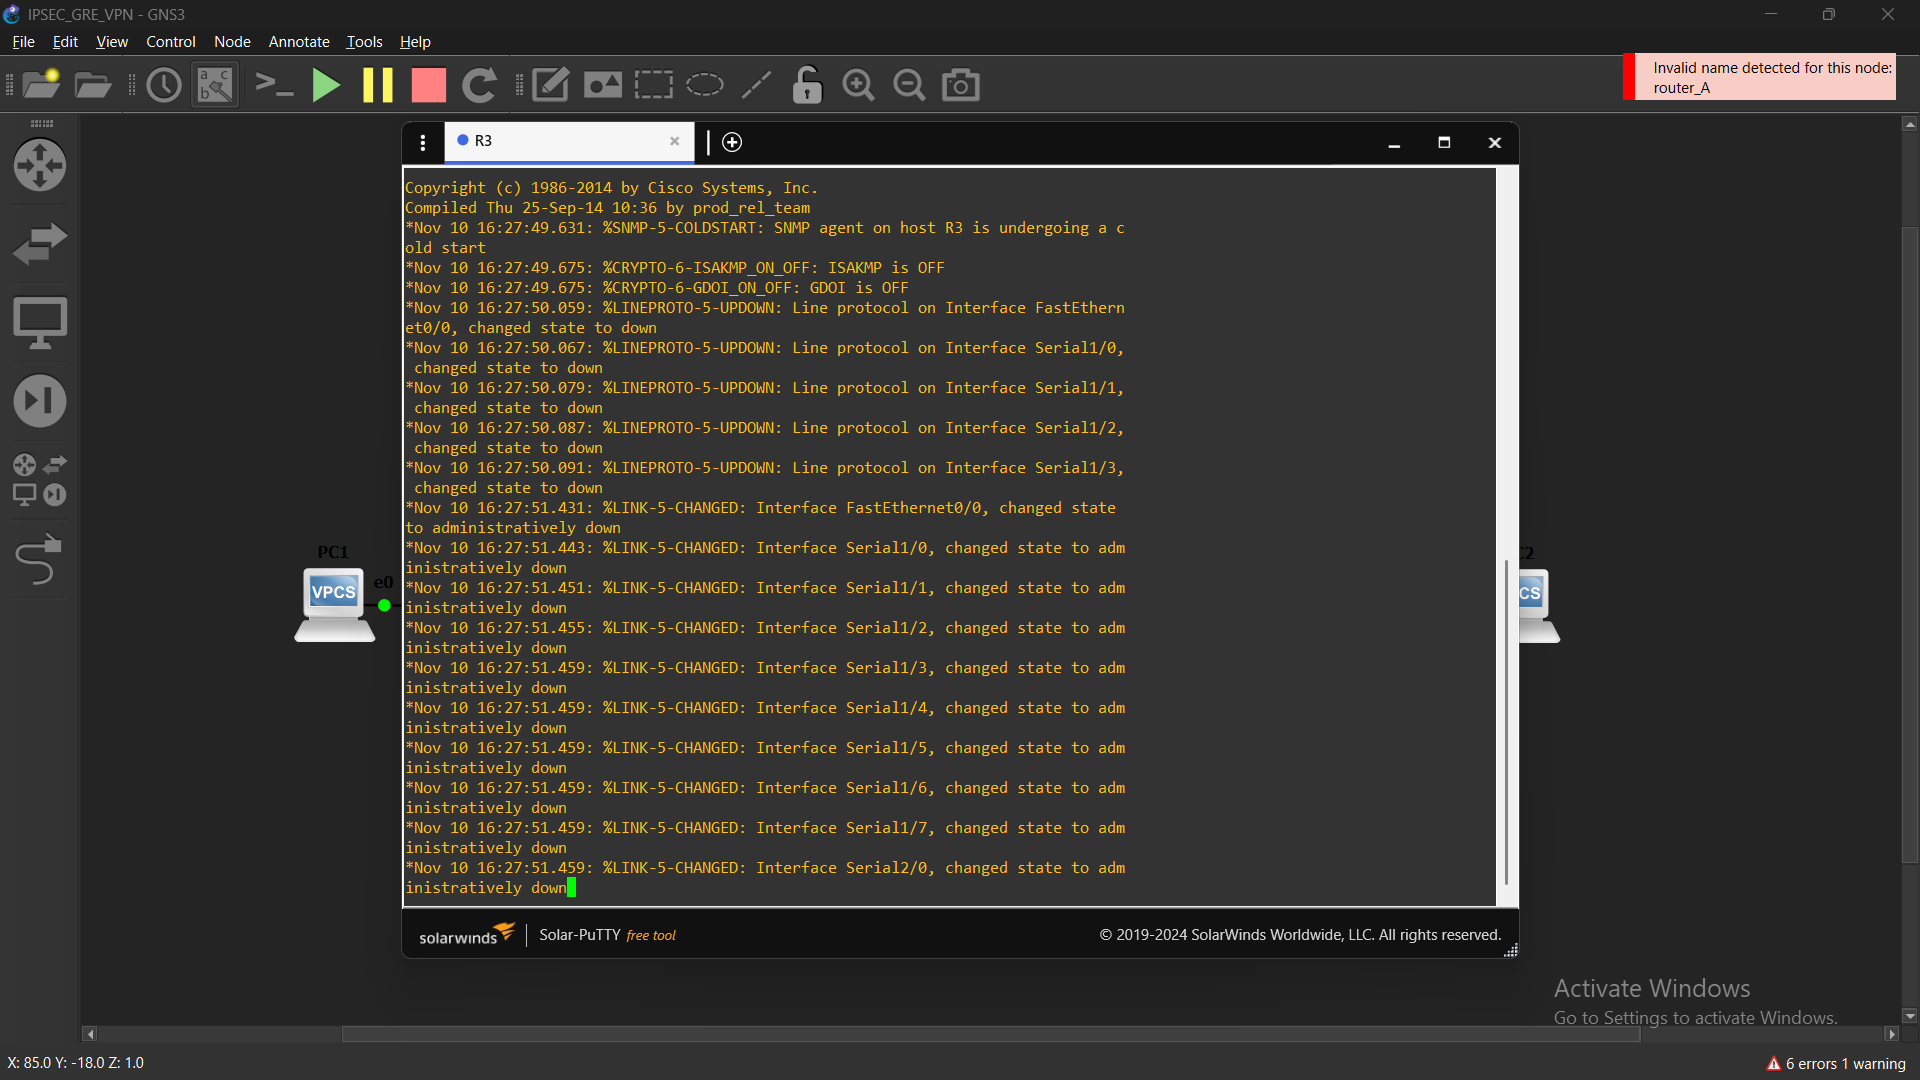 IPSEC_GRE_VPN - GNS3
File Edit View Control Node Annotate Tools Help
Invalid name detected for this node:
router_A
R3
Copyright (c) 1986-2014 by Cisco Systems, Inc.
Compiled Thu 25-Sep-14 10:36 by prod_rel_team
*Nov 10 16:27:49.631: %SNMP-5-COLDSTART: SNMP agent on host R3 is undergoing a c
old start
*Nov 10 16:27:49.675: %CRYPTO-6-ISAKMP_ON_OFF: ISAKMP is OFF
*Nov 10 16:27:49.675: %CRYPTO-6-GDOI_ON_OFF: GDOI is OFF
*Nov 10 16:27:50.059: %LINEPROTO-5-UPDOWN: Line protocol on Interface FastEthern
et0/0, changed state to down
*Nov 10 16:27:50.067: %LINEPROTO-5-UPDOWN: Line protocol on Interface Serial1/0,
changed state to down
*Nov 10 16:27:50.079: %LINEPROTO-5-UPDOWN: Line protocol on Interface Serial1/1,
changed state to down
*Nov 10 16:27:50.087: %LINEPROTO-5-UPDOWN: Line protocol on Interface Serial1/2,
changed state to down
*Nov 10 16:27:50.091: %LINEPROTO-5-UPDOWN: Line protocol on Interface Serial1/3,
changed state to down
*Nov 10 16:27:51.431: %LINK-5-CHANGED: Interface FastEthernet0/0, changed state
to administratively down
*Nov 10 16:27:51.443: %LINK-5-CHANGED: Interface Serial1/0, changed state to adm
inistratively down
*Nov 10 16:27:51.451: %LINK-5-CHANGED: Interface Serial1/1, changed state to adm
inistratively down
*Nov 10 16:27:51.455: %LINK-5-CHANGED: Interface Serial1/2, changed state to adm
inistratively down
*Nov 10 16:27:51.459: %LINK-5-CHANGED: Interface Serial1/3, changed state to adm
inistratively down
*Nov 10 16:27:51.459: %LINK-5-CHANGED: Interface Serial1/4, changed state to adm
inistratively down
*Nov 10 16:27:51.459: %LINK-5-CHANGED: Interface Serial1/5, changed state to adm
inistratively down
*Nov 10 16:27:51.459: %LINK-5-CHANGED: Interface Serial1/6, changed state to adm
inistratively down
*Nov 10 16:27:51.459: %LINK-5-CHANGED: Interface Serial1/7, changed state to adm
inistratively down
*Nov 10 16:27:51.459: %LINK-5-CHANGED: Interface Serial2/0, changed state to adm
inistratively down
PC1
VPCS
e0
C2
CS
solarwinds Solar-PuTTY free tool
© 2019-2024 SolarWinds Worldwide, LLC. All rights reserved.
Activate Windows
Go to Settings to activate Windows.
X: 85.0 Y: -18.0 Z: 1.0
6 errors 1 warning